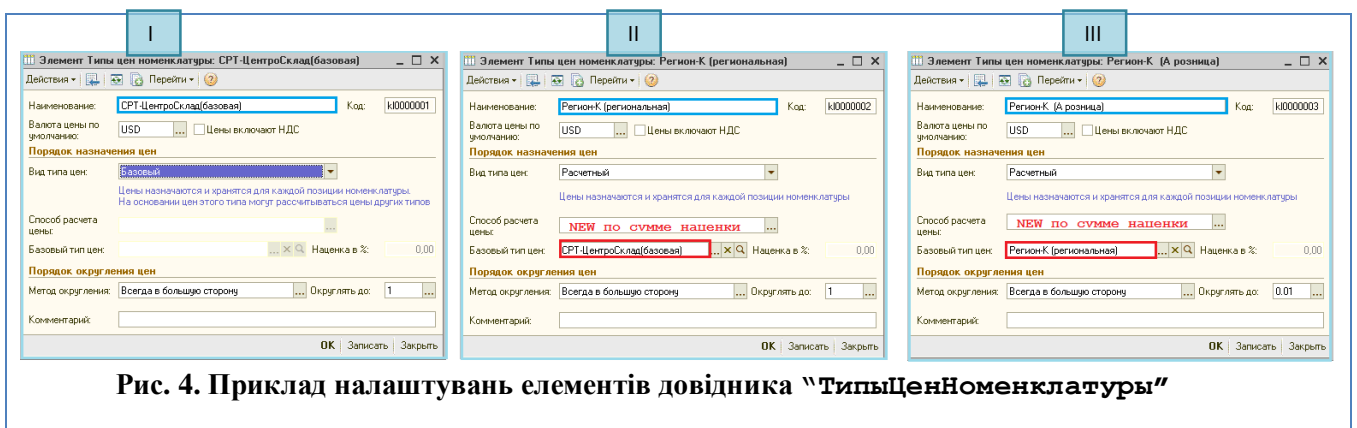 I
II
III
Элемент Типы цен номенклатуры: СРТ-ЦентроСклад(базовая)
Действия Перейти
Наименование: СРТ-ЦентроСклад(базовая) Код: kl0000001
Валюта цены по умолчанию: USD ... Цены включают НДС
Порядок назначения цен
Вид типа цен: Базовый
Цены назначаются и хранятся для каждой позиции номенклатуры.
На основании цен этого типа могут рассчитываться цены других типов
Способ расчета цены: ...
Базовый тип цен: ... Наценка в %: 0,00
Порядок округления цен
Метод округления: Всегда в большую сторону ... Округлять до: 1 ...
Комментарий:
OK Записать Закрыть
Элемент Типы цен номенклатуры: Регион-К (региональная)
Действия Перейти
Наименование: Регион-К (региональная) Код: kl0000002
Валюта цены по умолчанию: USD ... Цены включают НДС
Порядок назначения цен
Вид типа цен: Расчетный
Цены назначаются и хранятся для каждой позиции номенклатуры
Способ расчета цены: NEW по сумме наценки ...
Базовый тип цен: СРТ-ЦентроСклад(базовая) ... Наценка в %: 0,00
Порядок округления цен
Метод округления: Всегда в большую сторону ... Округлять до: 1 ...
Комментарий:
OK Записать Закрыть
Элемент Типы цен номенклатуры: Регион-К (А розница)
Действия Перейти
Наименование: Регион-К (А розница) Код: kl0000003
Валюта цены по умолчанию: USD ... Цены включают НДС
Порядок назначения цен
Вид типа цен: Расчетный
Цены назначаются и хранятся для каждой позиции номенклатуры
Способ расчета цены: NEW по сумме наценки ...
Базовый тип цен: Регион-К (региональная) ... Наценка в %: 0,00
Порядок округления цен
Метод округления: Всегда в большую сторону ... Округлять до: 0.01 ...
Комментарий:
OK Записать Закрыть
Рис. 4. Приклад налаштувань елементів довідника “ТипыЦенНоменклатуры”